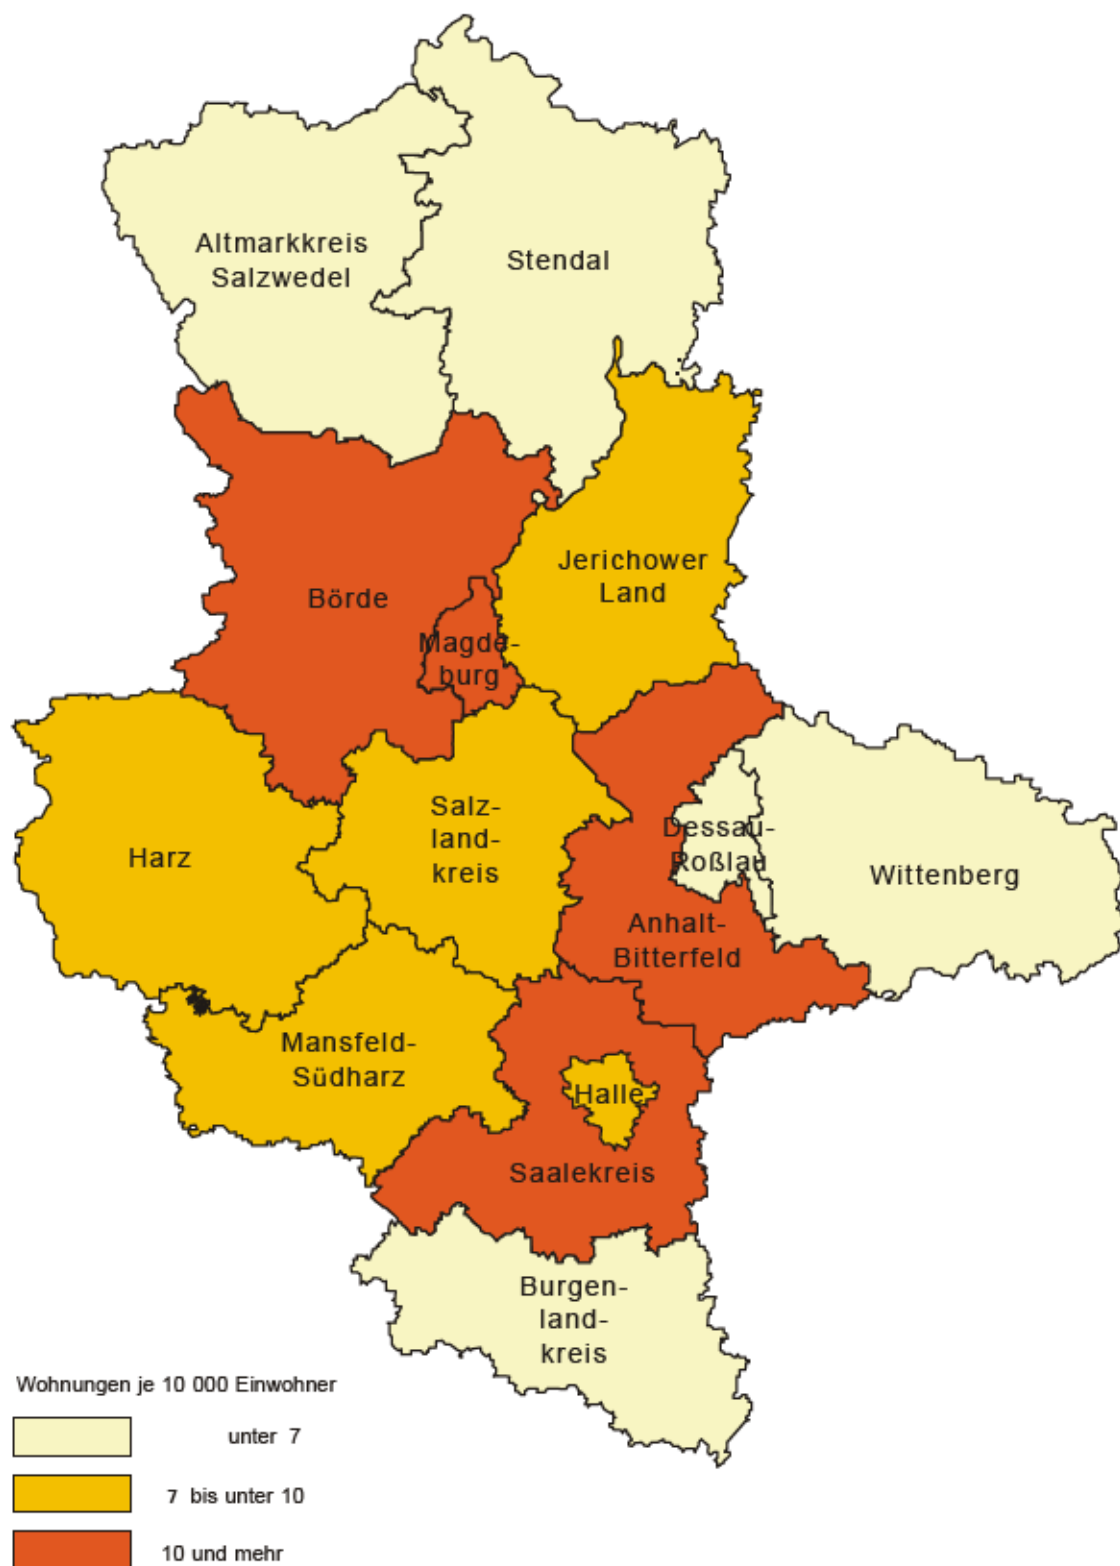 Altmarkkreis
Salzwedel
Stendal
Jerichower
Land
Börde
Magde-
burg
Salz-
land-
kreis
Harz
Dessau-
Roßlau
Wittenberg
Anhalt-
Bitterfeld
Mansfeld-
Südharz
Halle
Saalekreis
Burgen-
land-
kreis
Wohnungen je 10 000 Einwohner
unter 7
7 bis unter 10
10 und mehr